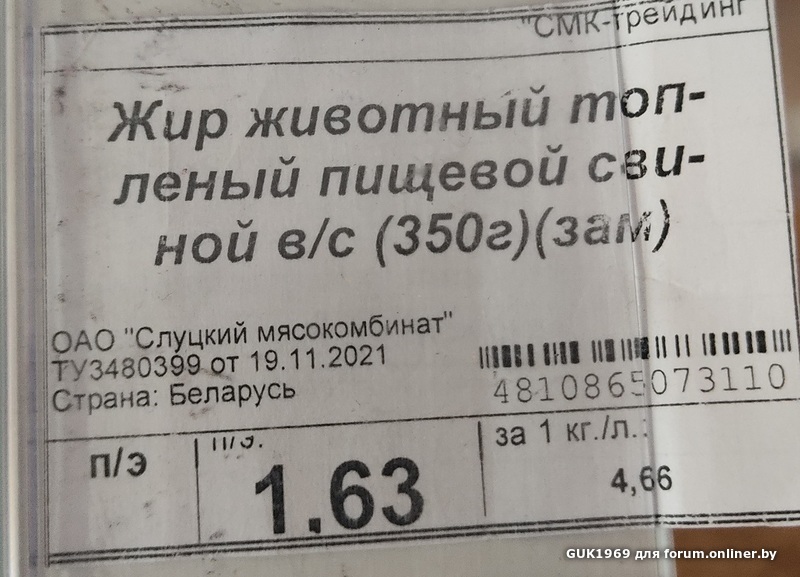 "СМК-трейдинг
Жир животный топ-
леный пищевой сви-
ной в/с (350г)(зам)
ОАО "Слуцкий мясокомбинат"
ТУ3480399 от 19.11.2021
Страна: Беларусь
4810865073110
п/э
1.63
за 1 кг./л.:
4,66
GUK1969 для forum.onliner.by